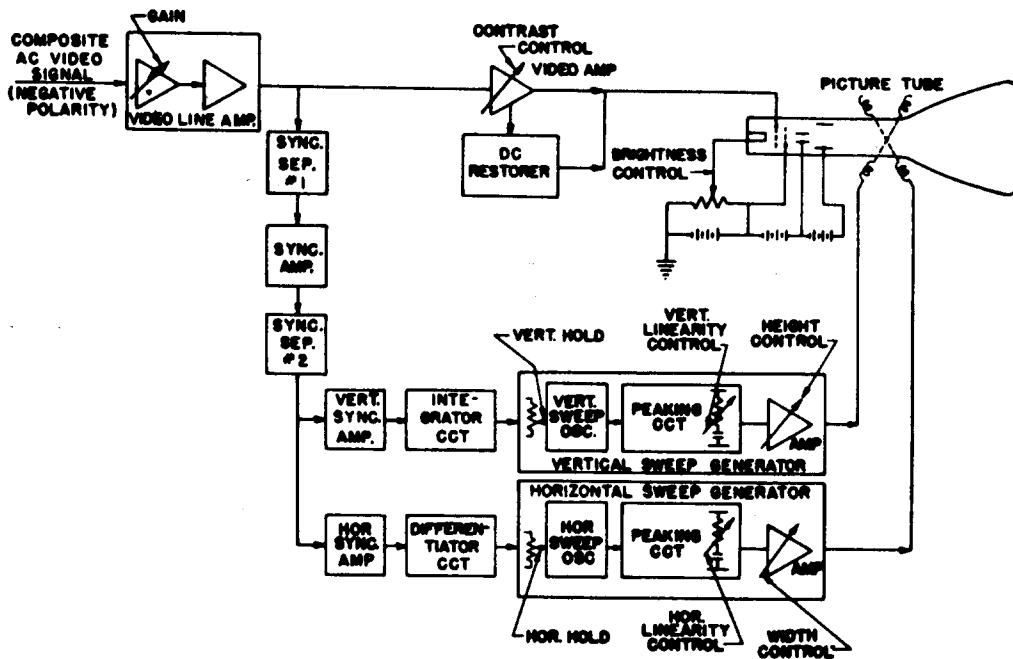 GAIN
COMPOSITE
AC VIDEO
SIGNAL
(NEGATIVE
POLARITY)
VIDEO LINE AMP.
CONTRAST
CONTROL
VIDEO AMP
DC
RESTORER
PICTURE TUBE
BRIGHTNESS
CONTROL
SYNC.
SEP.
#1
SYNC.
AMP.
SYNC.
SEP.
#2
VERT.
SYNC.
AMP.
INTE-
GRATOR
CCT
VERT. HOLD
VERT.
SWEEP
OSC.
VERT.
LINEARITY
CONTROL
PEAKING
CCT
HEIGHT
CONTROL
AMP
VERTICAL SWEEP GENERATOR
HORIZONTAL SWEEP GENERATOR
HOR
SYNC.
AMP
DIFFEREN-
TIATOR
CCT
HOR
SWEEP
OSC
PEAKING
CCT
AMP
HOR. HOLD
HOR.
LINEARITY
CONTROL
WIDTH
CONTROL